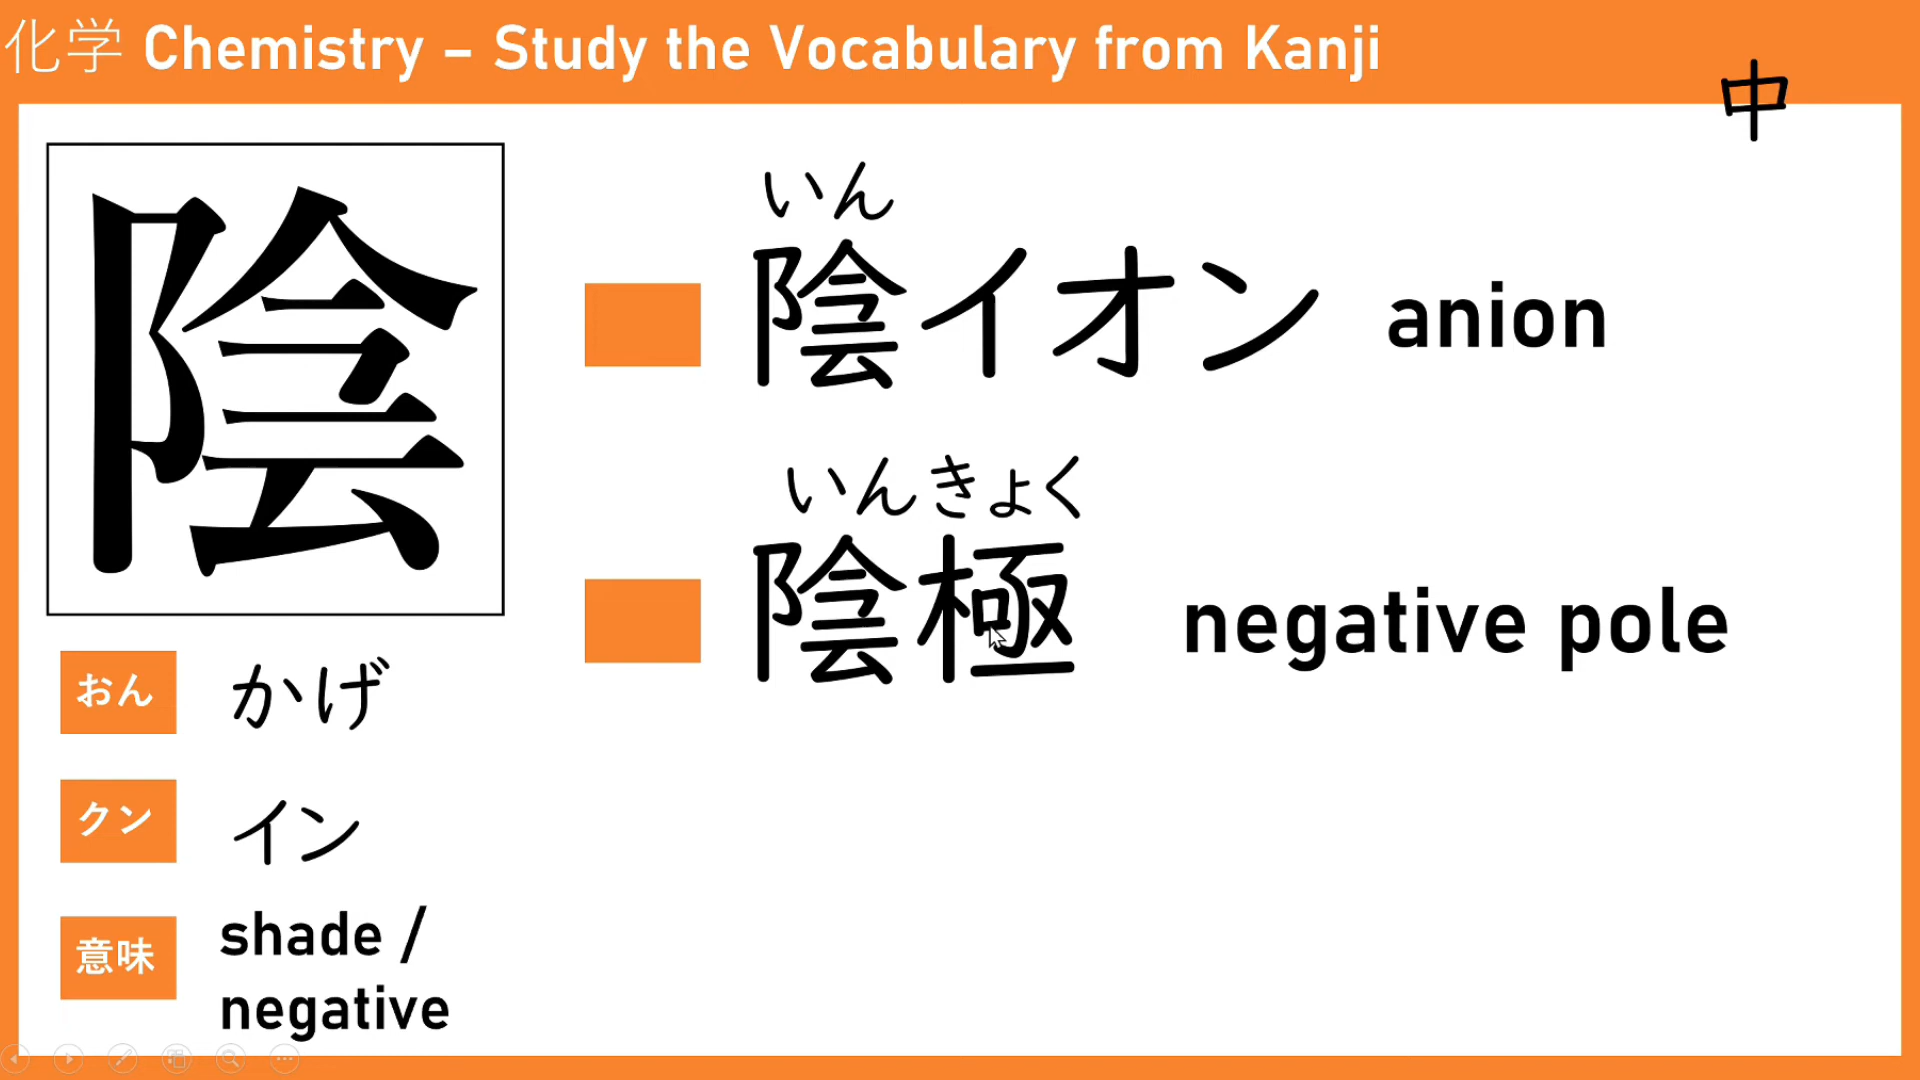 化学 Chemistry – Study the Vocabulary from Kanji
中
陰
いん
陰イオン anion
いんきょく
陰極 negative pole
おん かげ
クン イン
意味 shade /
negative